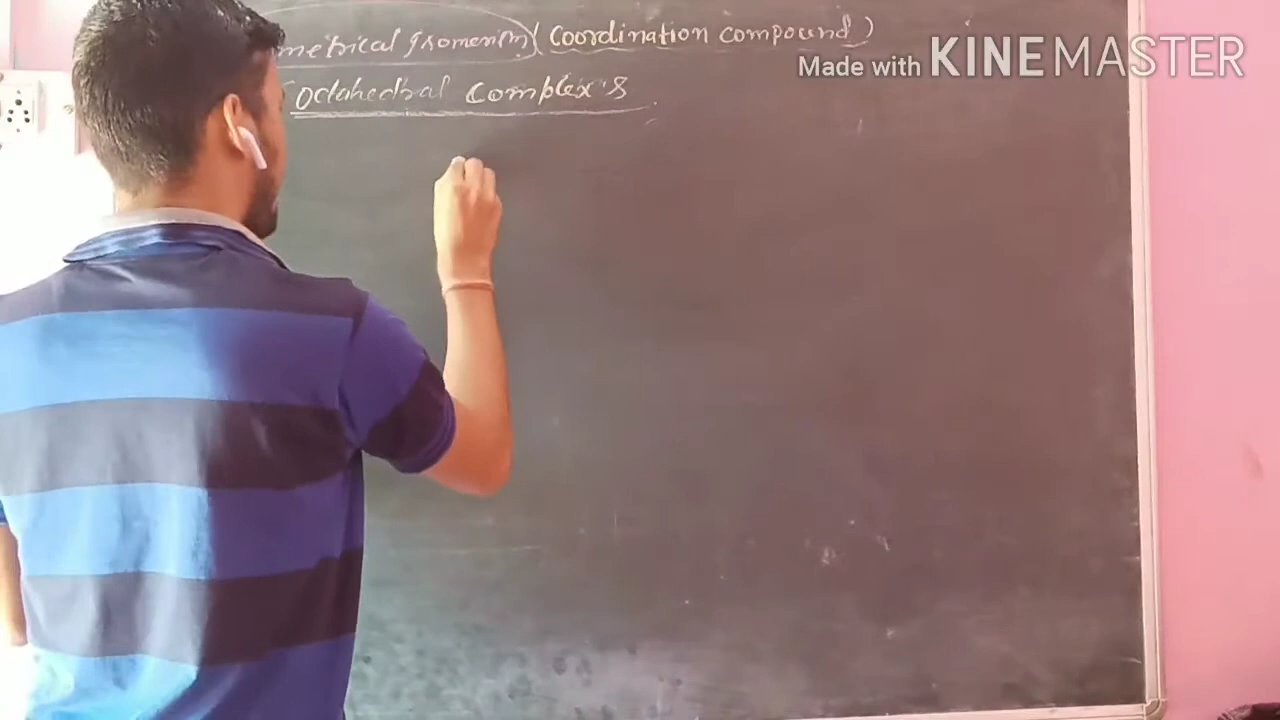 metrical isomerism (Coordination compound)
Octahedral complex's
Made with KINEMASTER